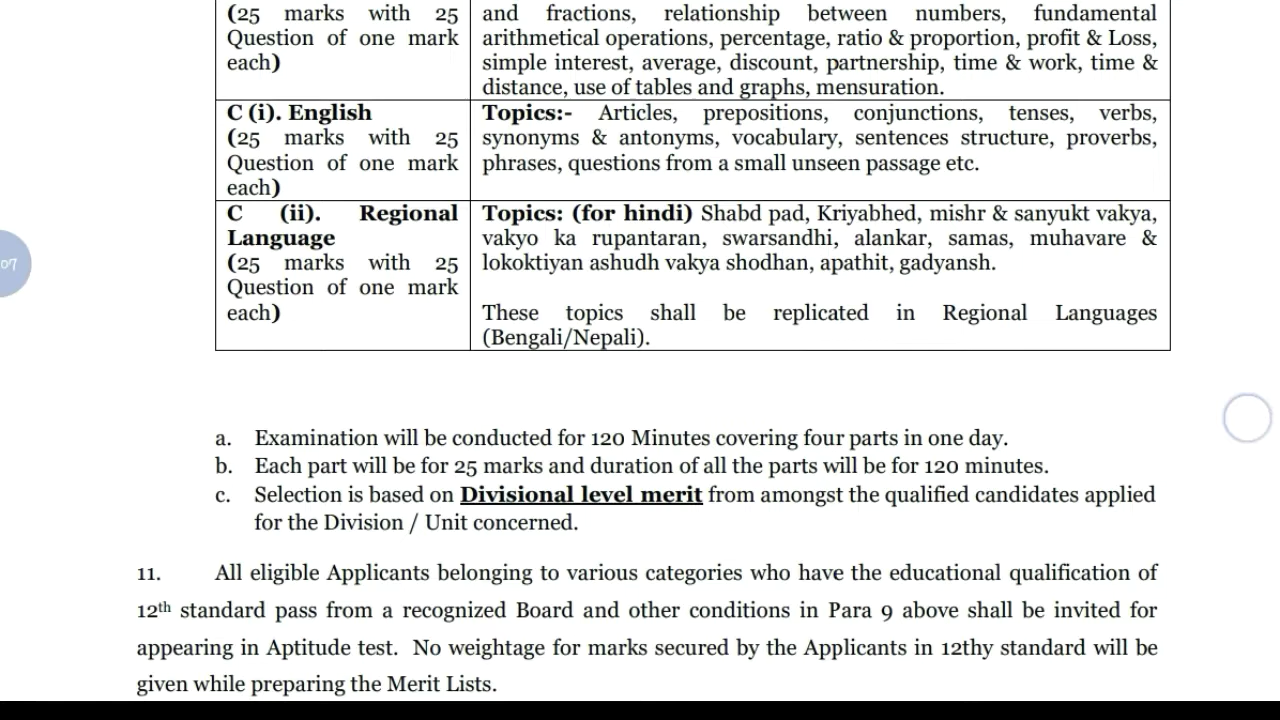 (25 marks with 25
Question of one mark
each)
and fractions, relationship between numbers, fundamental
arithmetical operations, percentage, ratio & proportion, profit & Loss,
simple interest, average, discount, partnership, time & work, time &
distance, use of tables and graphs, mensuration.
C (i). English
(25 marks with 25
Question of one mark
each)
Topics:- Articles, prepositions, conjunctions, tenses, verbs,
synonyms & antonyms, vocabulary, sentences structure, proverbs,
phrases, questions from a small unseen passage etc.
C (ii). Regional
Language
(25 marks with 25
Question of one mark
each)
Topics: (for hindi) Shabd pad, Kriyabhed, mishr & sanyukt vakya,
vakyo ka rupantaran, swarsandhi, alankar, samas, muhavare &
lokoktiyan ashudh vakya shodhan, apathit, gadyansh.
These topics shall be replicated in Regional Languages
(Bengali/Nepali).
07
a. Examination will be conducted for 120 Minutes covering four parts in one day.
b. Each part will be for 25 marks and duration of all the parts will be for 120 minutes.
c. Selection is based on Divisional level merit from amongst the qualified candidates applied
for the Division / Unit concerned.
11. All eligible Applicants belonging to various categories who have the educational qualification of
12th standard pass from a recognized Board and other conditions in Para 9 above shall be invited for
appearing in Aptitude test. No weightage for marks secured by the Applicants in 12thy standard will be
given while preparing the Merit Lists.